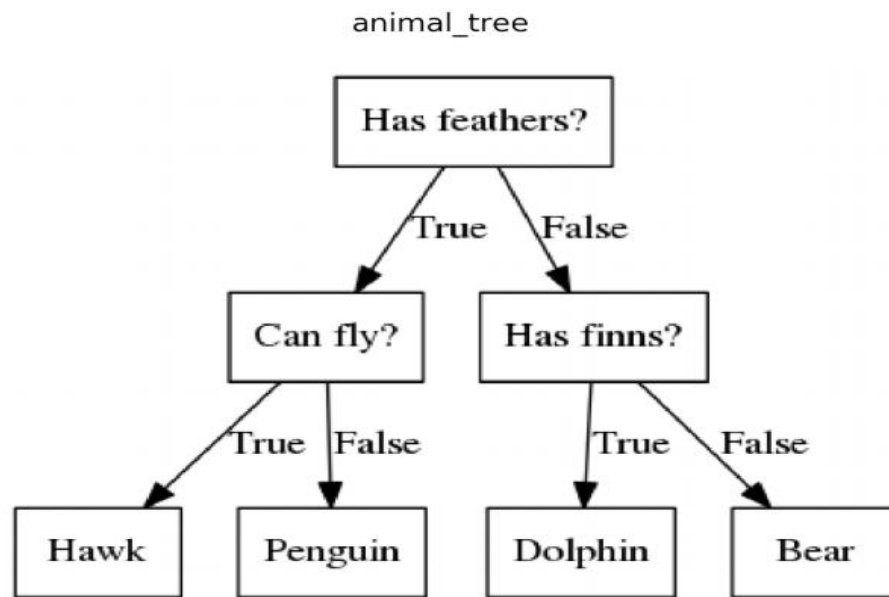 animal_tree
Has feathers?
True False
Can fly? Has finns?
True False True False
Hawk Penguin Dolphin Bear